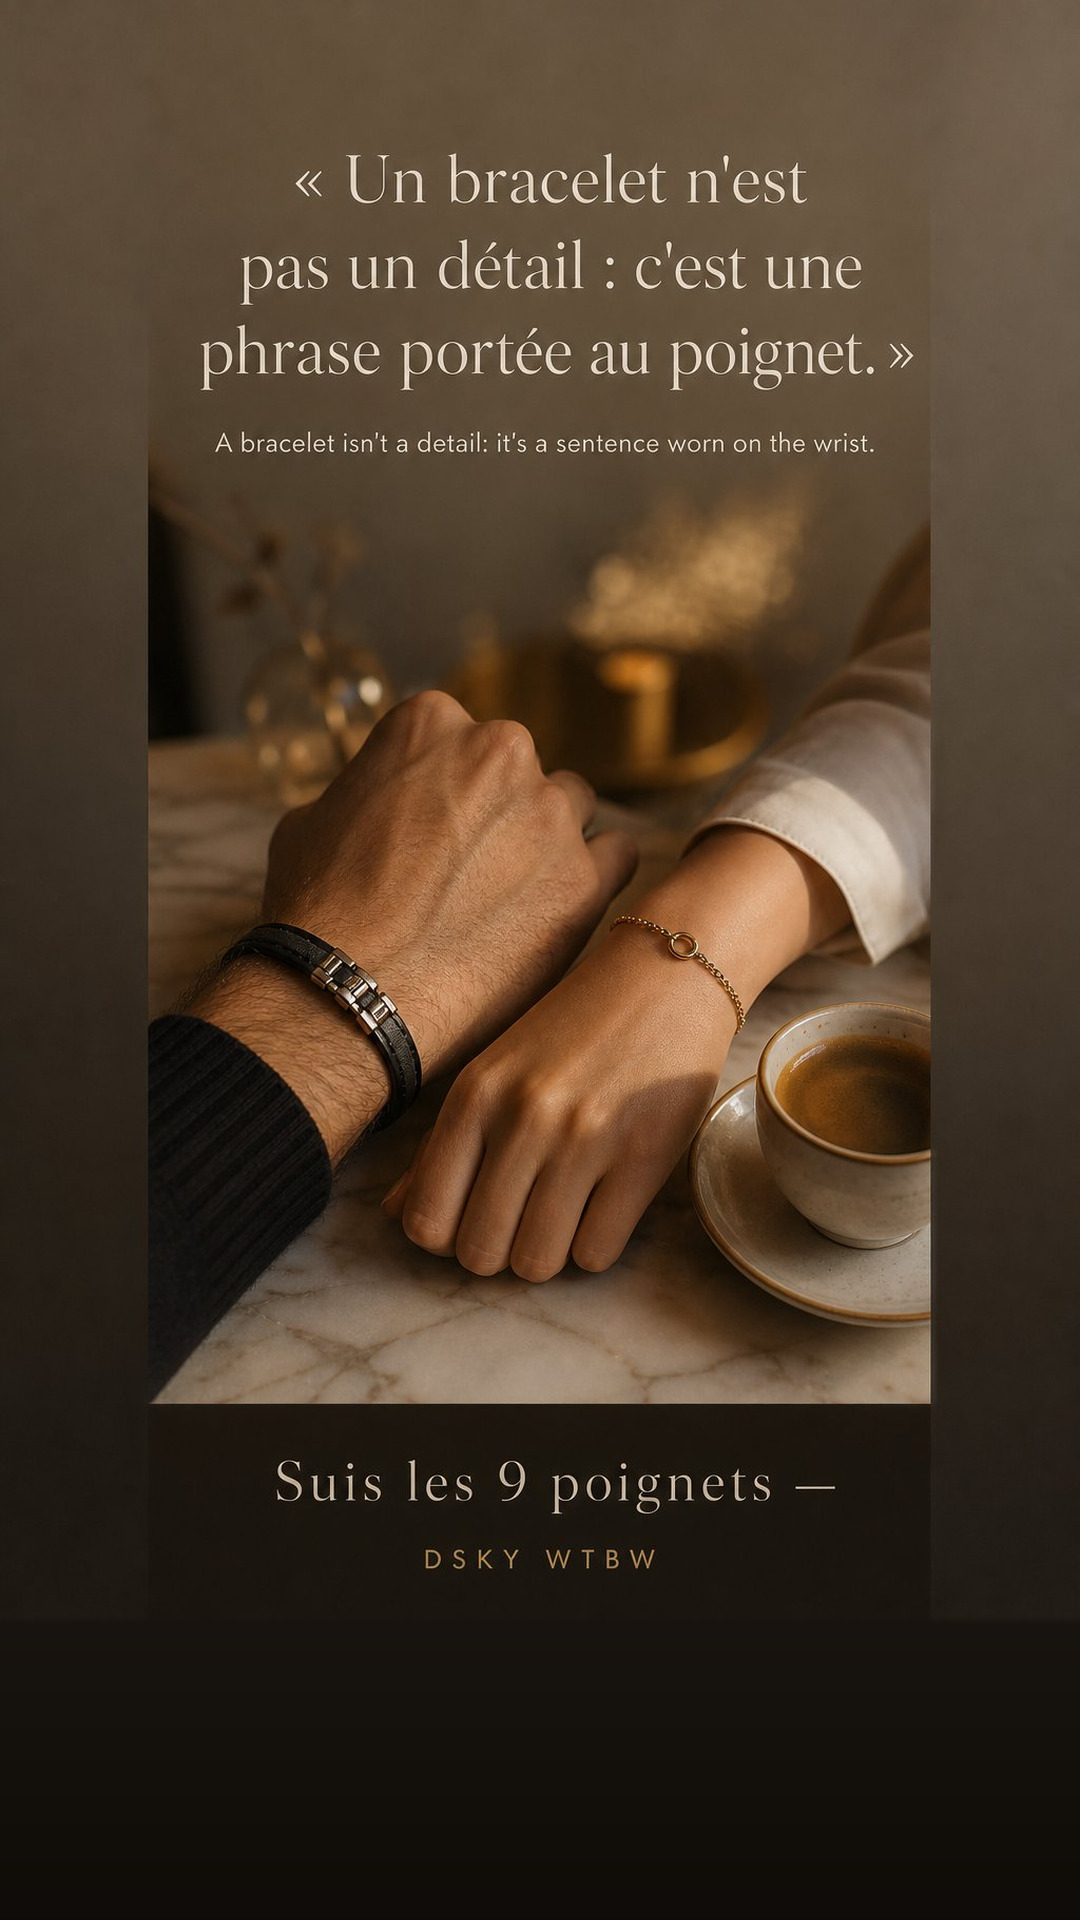 « Un bracelet n'est
pas un détail : c'est une
phrase portée au poignet. »
A bracelet isn't a detail: it's a sentence worn on the wrist.
Suis les 9 poignets —
DSKY WTBW